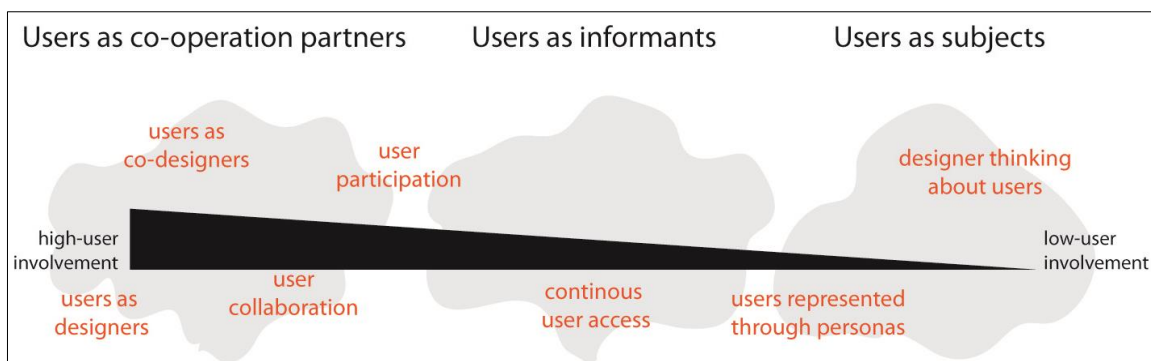 Users as co-operation partners
Users as informants
Users as subjects
users as
co-designers
user
participation
designer thinking
about users
high-user
involvement
low-user
involvement
users as
designers
user
collaboration
continous
user access
users represented
through personas